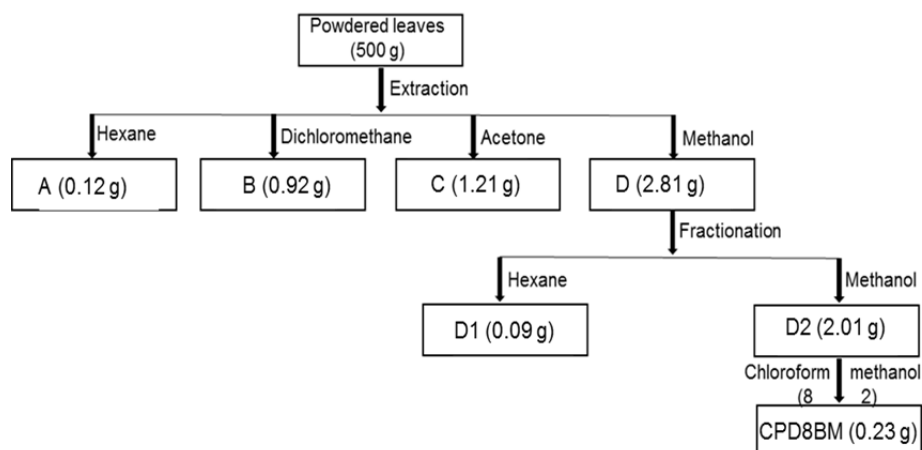 Powdered leaves
(500 g)
Extraction
Hexane
Dichloromethane
Acetone
Methanol
A (0.12 g)
B (0.92 g)
C (1.21 g)
D (2.81 g)
Fractionation
Hexane
Methanol
D1 (0.09 g)
D2 (2.01 g)
Chloroform methanol
(8 2)
CPD8BM (0.23 g)